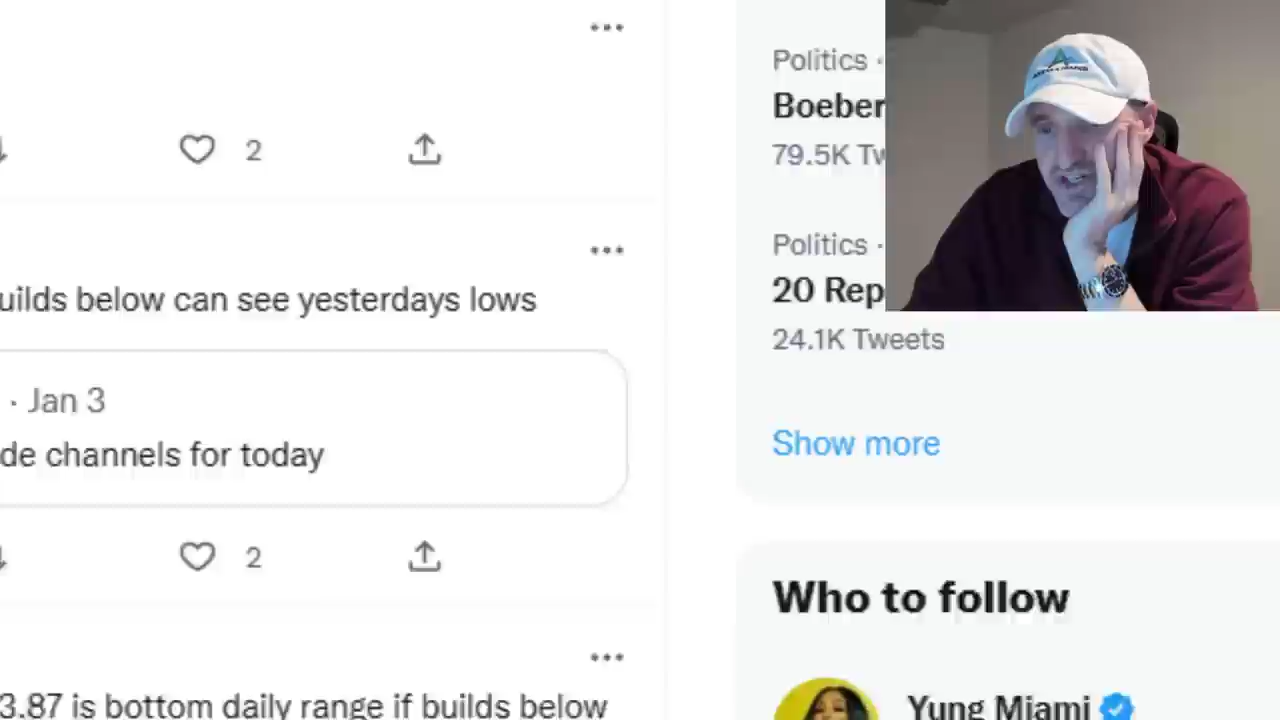 2
uilds below can see yesterdays lows
· Jan 3
de channels for today
2
3.87 is bottom daily range if builds below
Politics ·
Boeber
79.5K Tw
Politics ·
20 Rep
24.1K Tweets
Show more
Who to follow
Yung Miami